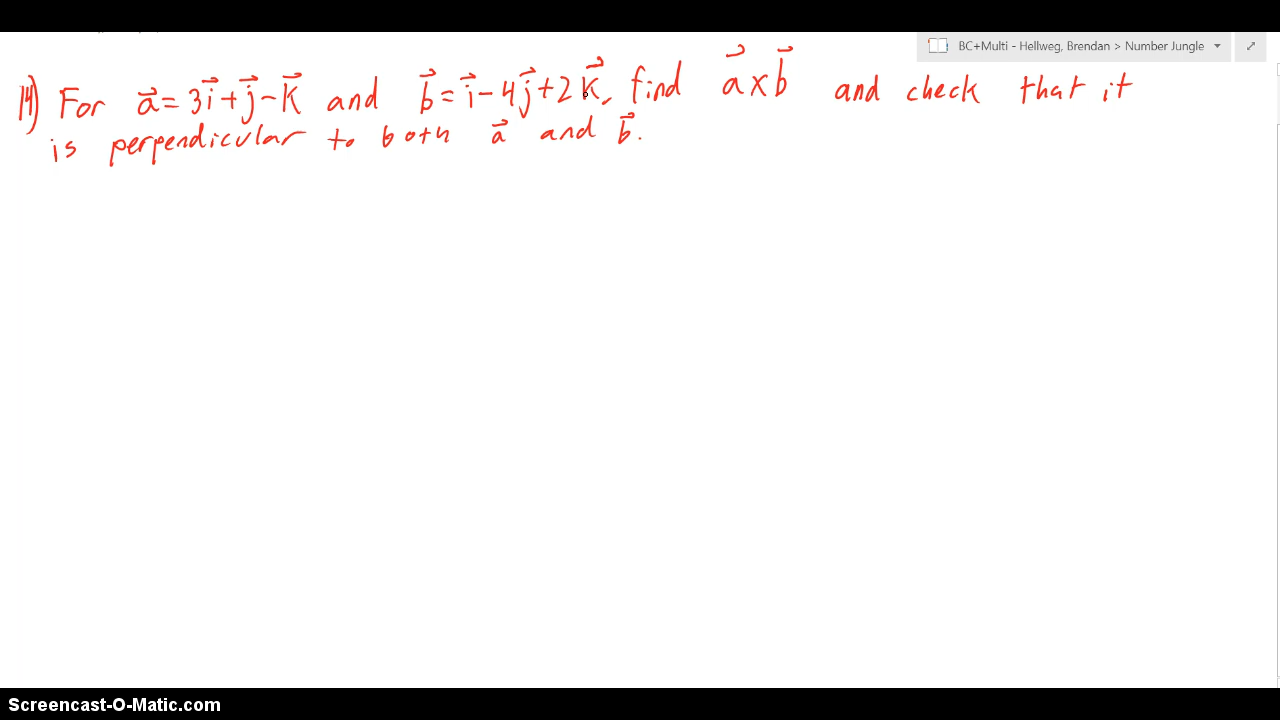 BC+Multi - Hellweg, Brendan > Number Jungle
14) For a⃗ = 3i⃗ + j⃗ - k⃗ and b⃗ = i⃗ - 4j⃗ + 2k⃗, find a⃗ x b⃗ and check that it
is perpendicular to both a⃗ and b⃗.
Screencast-O-Matic.com